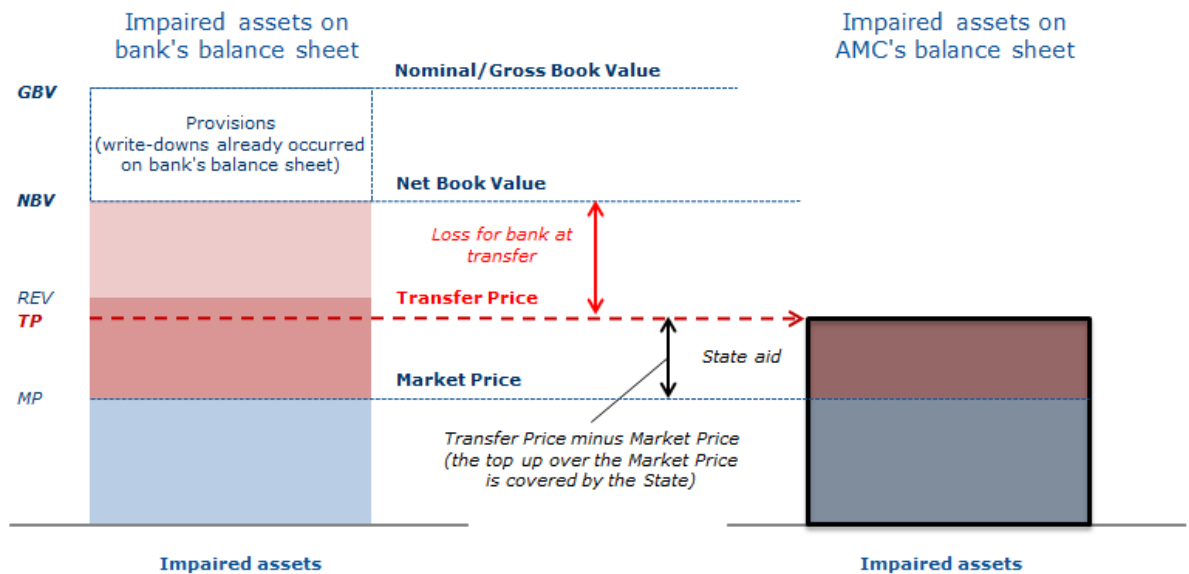 Impaired assets on
bank's balance sheet
Impaired assets on
AMC's balance sheet
Nominal/Gross Book Value
GBV
Provisions
(write-downs already occurred
on bank's balance sheet)
Net Book Value
NBV
Loss for bank at
transfer
REV
Transfer Price
TP
State aid
Market Price
MP
Transfer Price minus Market Price
(the top up over the Market Price
is covered by the State)
Impaired assets
Impaired assets